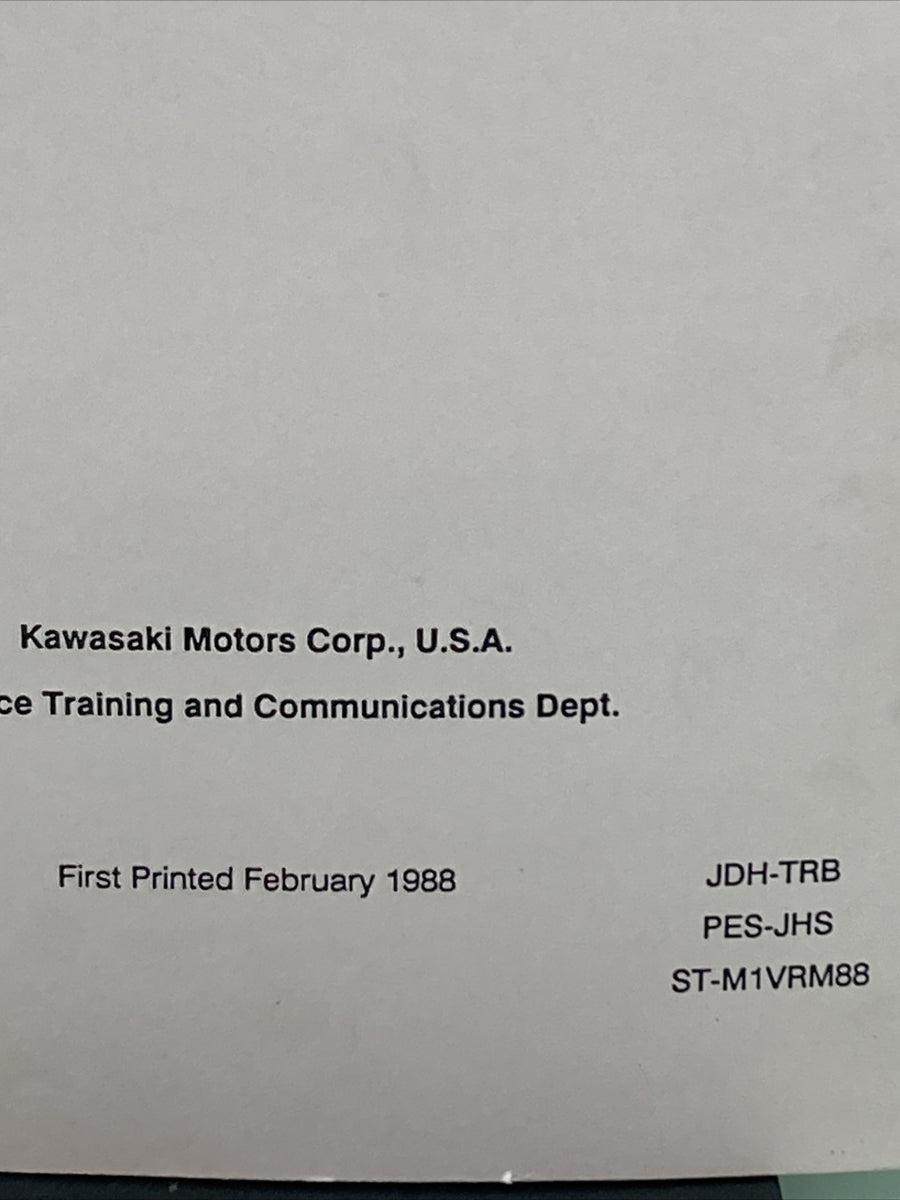 Kawasaki Motors Corp., U.S.A.
ce Training and Communications Dept.
First Printed February 1988
JDH-TRB
PES-JHS
ST-M1VRM88